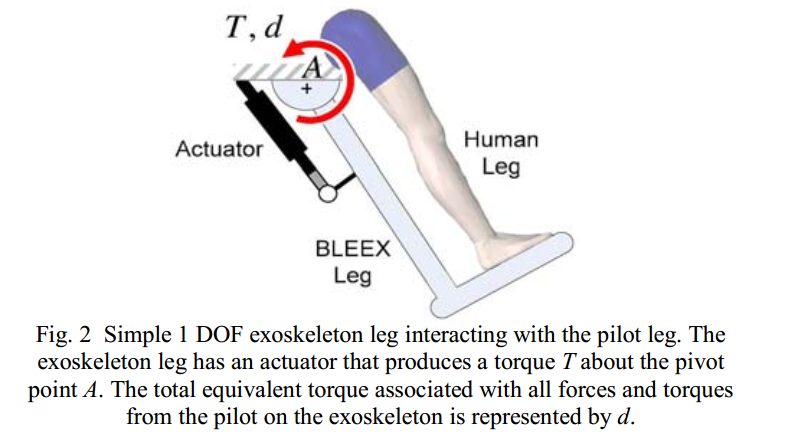 T, d
A
+
Actuator
Human
Leg
BLEEX
Leg
Fig. 2 Simple 1 DOF exoskeleton leg interacting with the pilot leg. The
exoskeleton leg has an actuator that produces a torque T about the pivot
point A. The total equivalent torque associated with all forces and torques
from the pilot on the exoskeleton is represented by d.